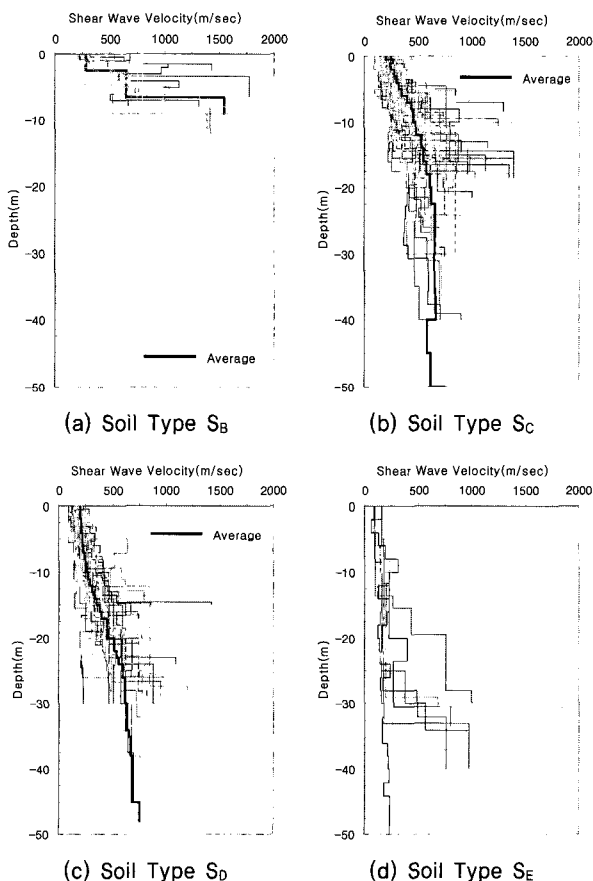 Shear Wave Velocity(m/sec)
0 500 1000 1500 2000
0
-10
-20
-30
-40
-50
Depth(m)
Average
(a) Soil Type SB
Shear Wave Velocity(m/sec)
0 500 1000 1500 2000
0
-10
-20
-30
-40
-50
Depth(m)
Average
(b) Soil Type SC
Shear Wave Velocity(m/sec)
0 500 1000 1500 2000
0
-10
-20
-30
-40
-50
Depth(m)
Average
(c) Soil Type SD
Shear Wave Velocity(m/sec)
0 500 1000 1500 2000
0
-10
-20
-30
-40
-50
Depth(m)
(d) Soil Type SE